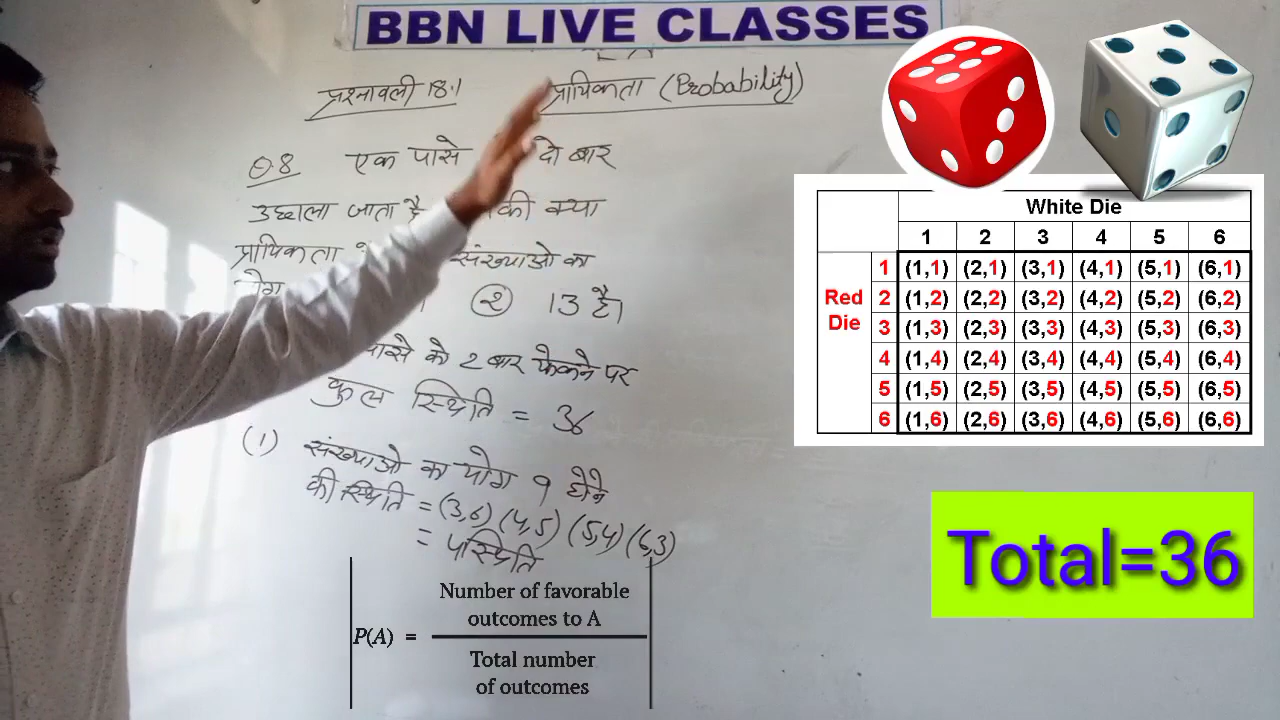 BBN LIVE CLASSES
प्रश्नावली 18.1 प्रायिकता (Probability)
Q.8 एक पासे दो बार
उछाला जाता है की क्या
प्रायिकता संख्याओ का
योग (२) 13 है।
पासे को 2 बार फेकने पर
कुल स्थिति = 36
(1) संख्याओ का योग 9 होने
की स्थिति = (3,6) (4,5) (5,4) (6,3)
= 4 स्थिति
P(A) = Number of favorable
outcomes to A
Total number
of outcomes
White Die
1 2 3 4 5 6
Red Die
1 (1,1) (2,1) (3,1) (4,1) (5,1) (6,1)
2 (1,2) (2,2) (3,2) (4,2) (5,2) (6,2)
3 (1,3) (2,3) (3,3) (4,3) (5,3) (6,3)
4 (1,4) (2,4) (3,4) (4,4) (5,4) (6,4)
5 (1,5) (2,5) (3,5) (4,5) (5,5) (6,5)
6 (1,6) (2,6) (3,6) (4,6) (5,6) (6,6)
Total=36